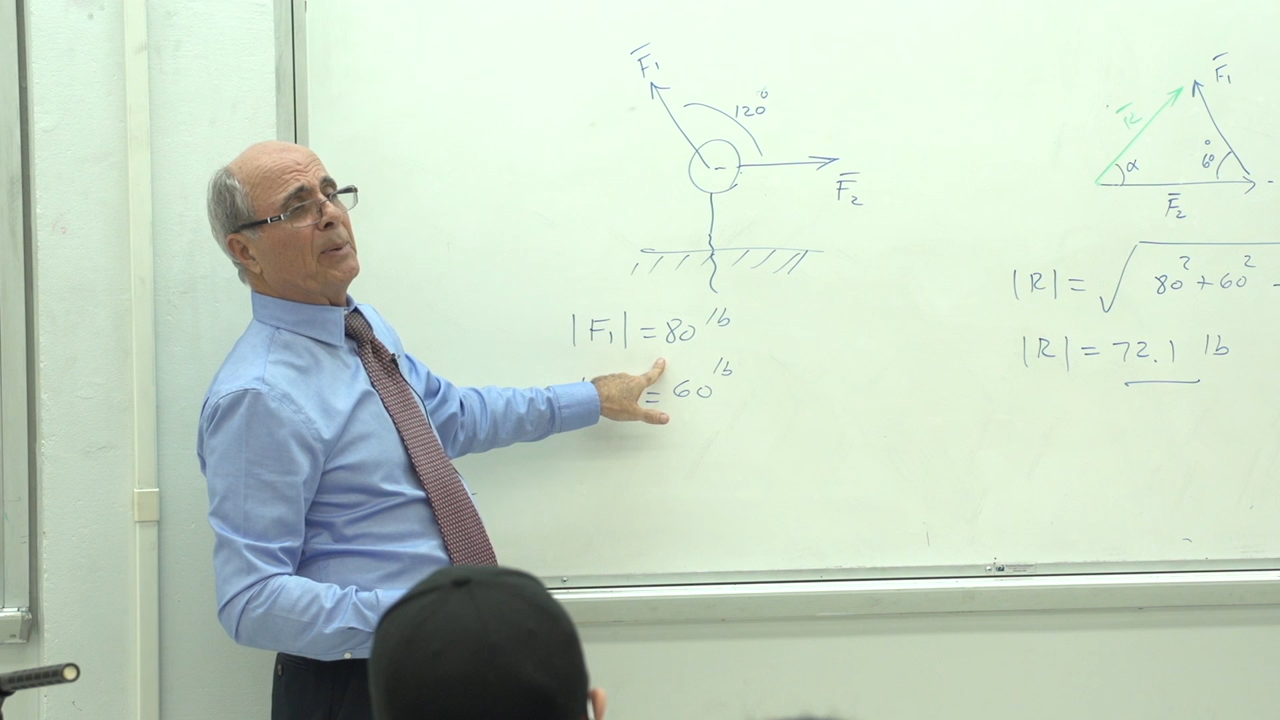 F̅₁
120°
F̅₂
|F₁| = 80 lb
= 60 lb
R̅
α
F̅₁
60°
F̅₂
|R| = √80² + 60² -
|R| = 72.1 lb